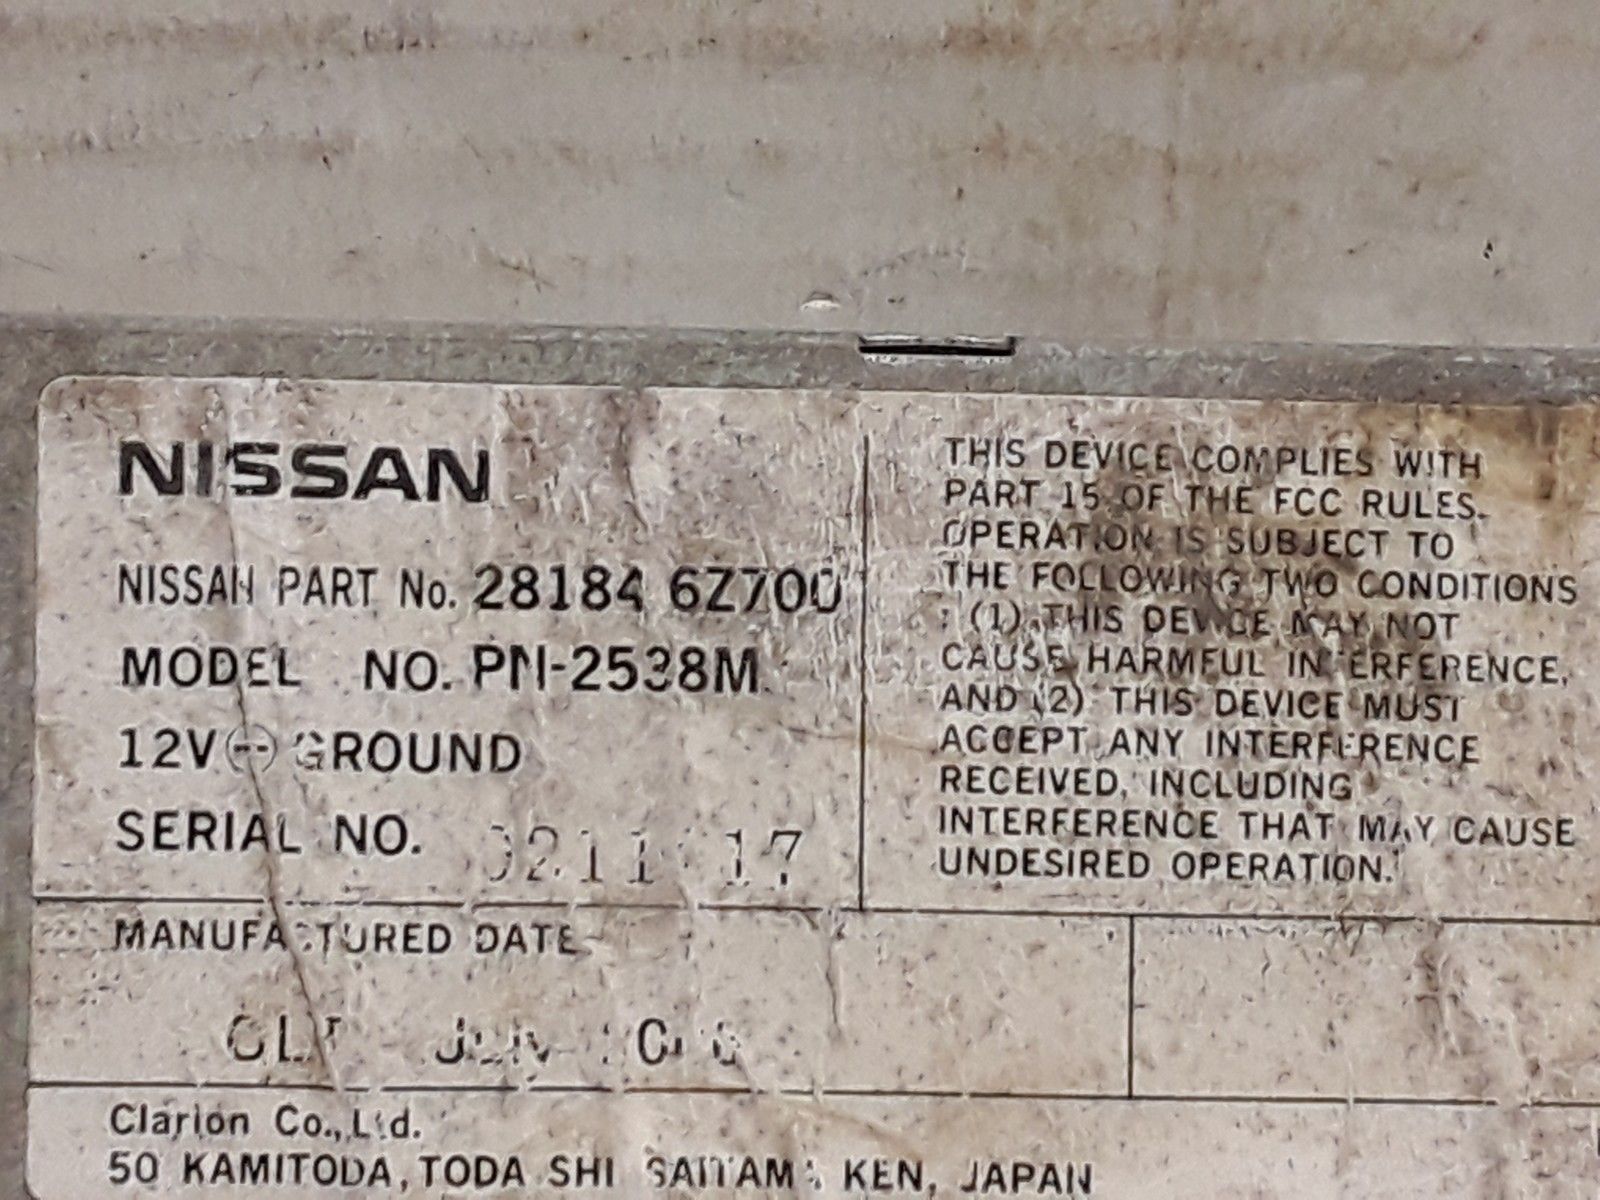 NISSAN
NISSAN PART No. 28184 6Z700
MODEL NO. PN-2538M
12V (-) GROUND
SERIAL NO.
MANUFACTURED DATE
JUN
Clarion Co., Ltd.
50 KAMITODA, TODA SHI SAITAMA KEN, JAPAN
THIS DEVICE COMPLIES WITH
PART 15 OF THE FCC RULES.
OPERATION IS SUBJECT TO
THE FOLLOWING TWO CONDITIONS
: (1) THIS DEVICE MAY NOT
CAUSE HARMFUL INTERFERENCE,
AND (2) THIS DEVICE MUST
ACCEPT ANY INTERFERENCE
RECEIVED, INCLUDING
INTERFERENCE THAT MAY CAUSE
UNDESIRED OPERATION.